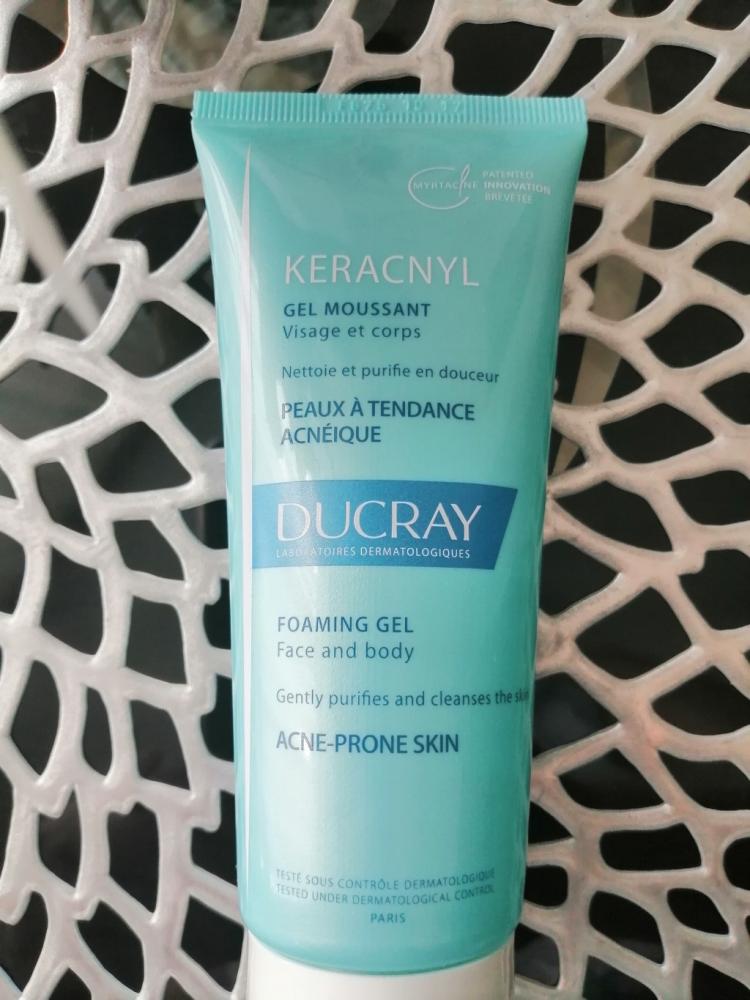 MYRTACINE
PATENTED
INNOVATION
BREVETÉE
KERACNYL
GEL MOUSSANT
Visage et corps
Nettoie et purifie en douceur
PEAUX À TENDANCE
ACNÉIQUE
DUCRAY
LABORATOIRES DERMATOLOGIQUES
FOAMING GEL
Face and body
Gently purifies and cleanses the skin
ACNE-PRONE SKIN
TESTÉ SOUS CONTRÔLE DERMATOLOGIQUE
TESTED UNDER DERMATOLOGICAL CONTROL
PARIS